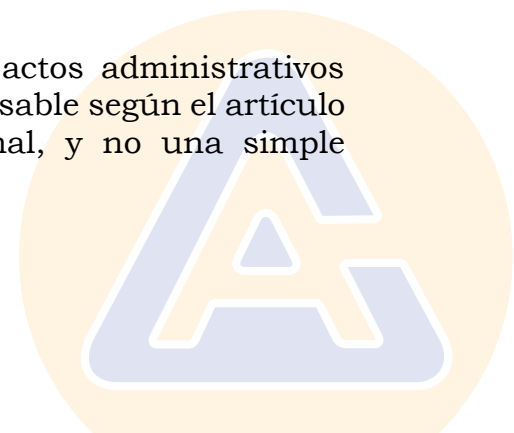 actos administrativos
sable según el artículo
nal, y no una simple